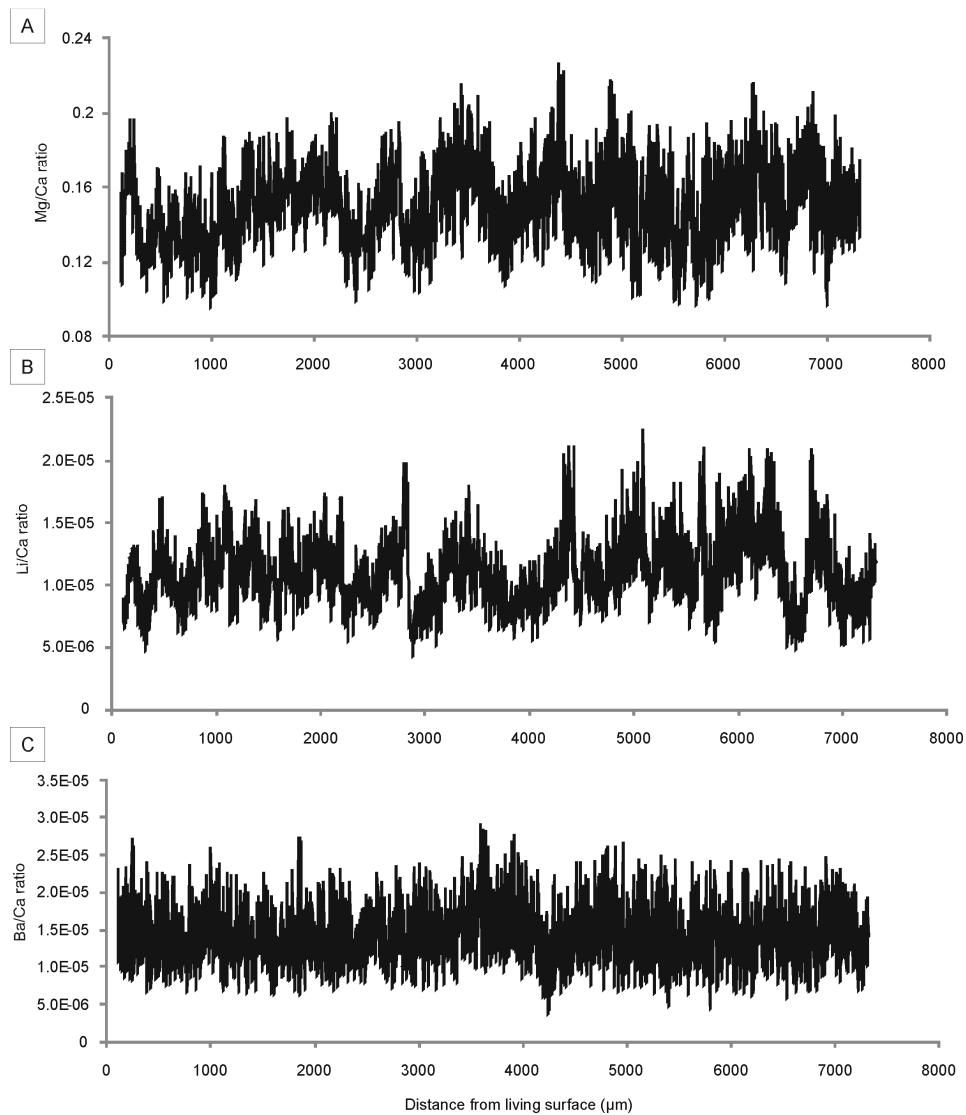 A
0.24
0.2
0.16
0.12
0.08
Mg/Ca ratio
0 1000 2000 3000 4000 5000 6000 7000 8000
B
2.5E-05
2.0E-05
1.5E-05
1.0E-05
5.0E-06
0
Li/Ca ratio
0 1000 2000 3000 4000 5000 6000 7000 8000
C
3.5E-05
3.0E-05
2.5E-05
2.0E-05
1.5E-05
1.0E-05
5.0E-06
0
Ba/Ca ratio
0 1000 2000 3000 4000 5000 6000 7000 8000
Distance from living surface (µm)